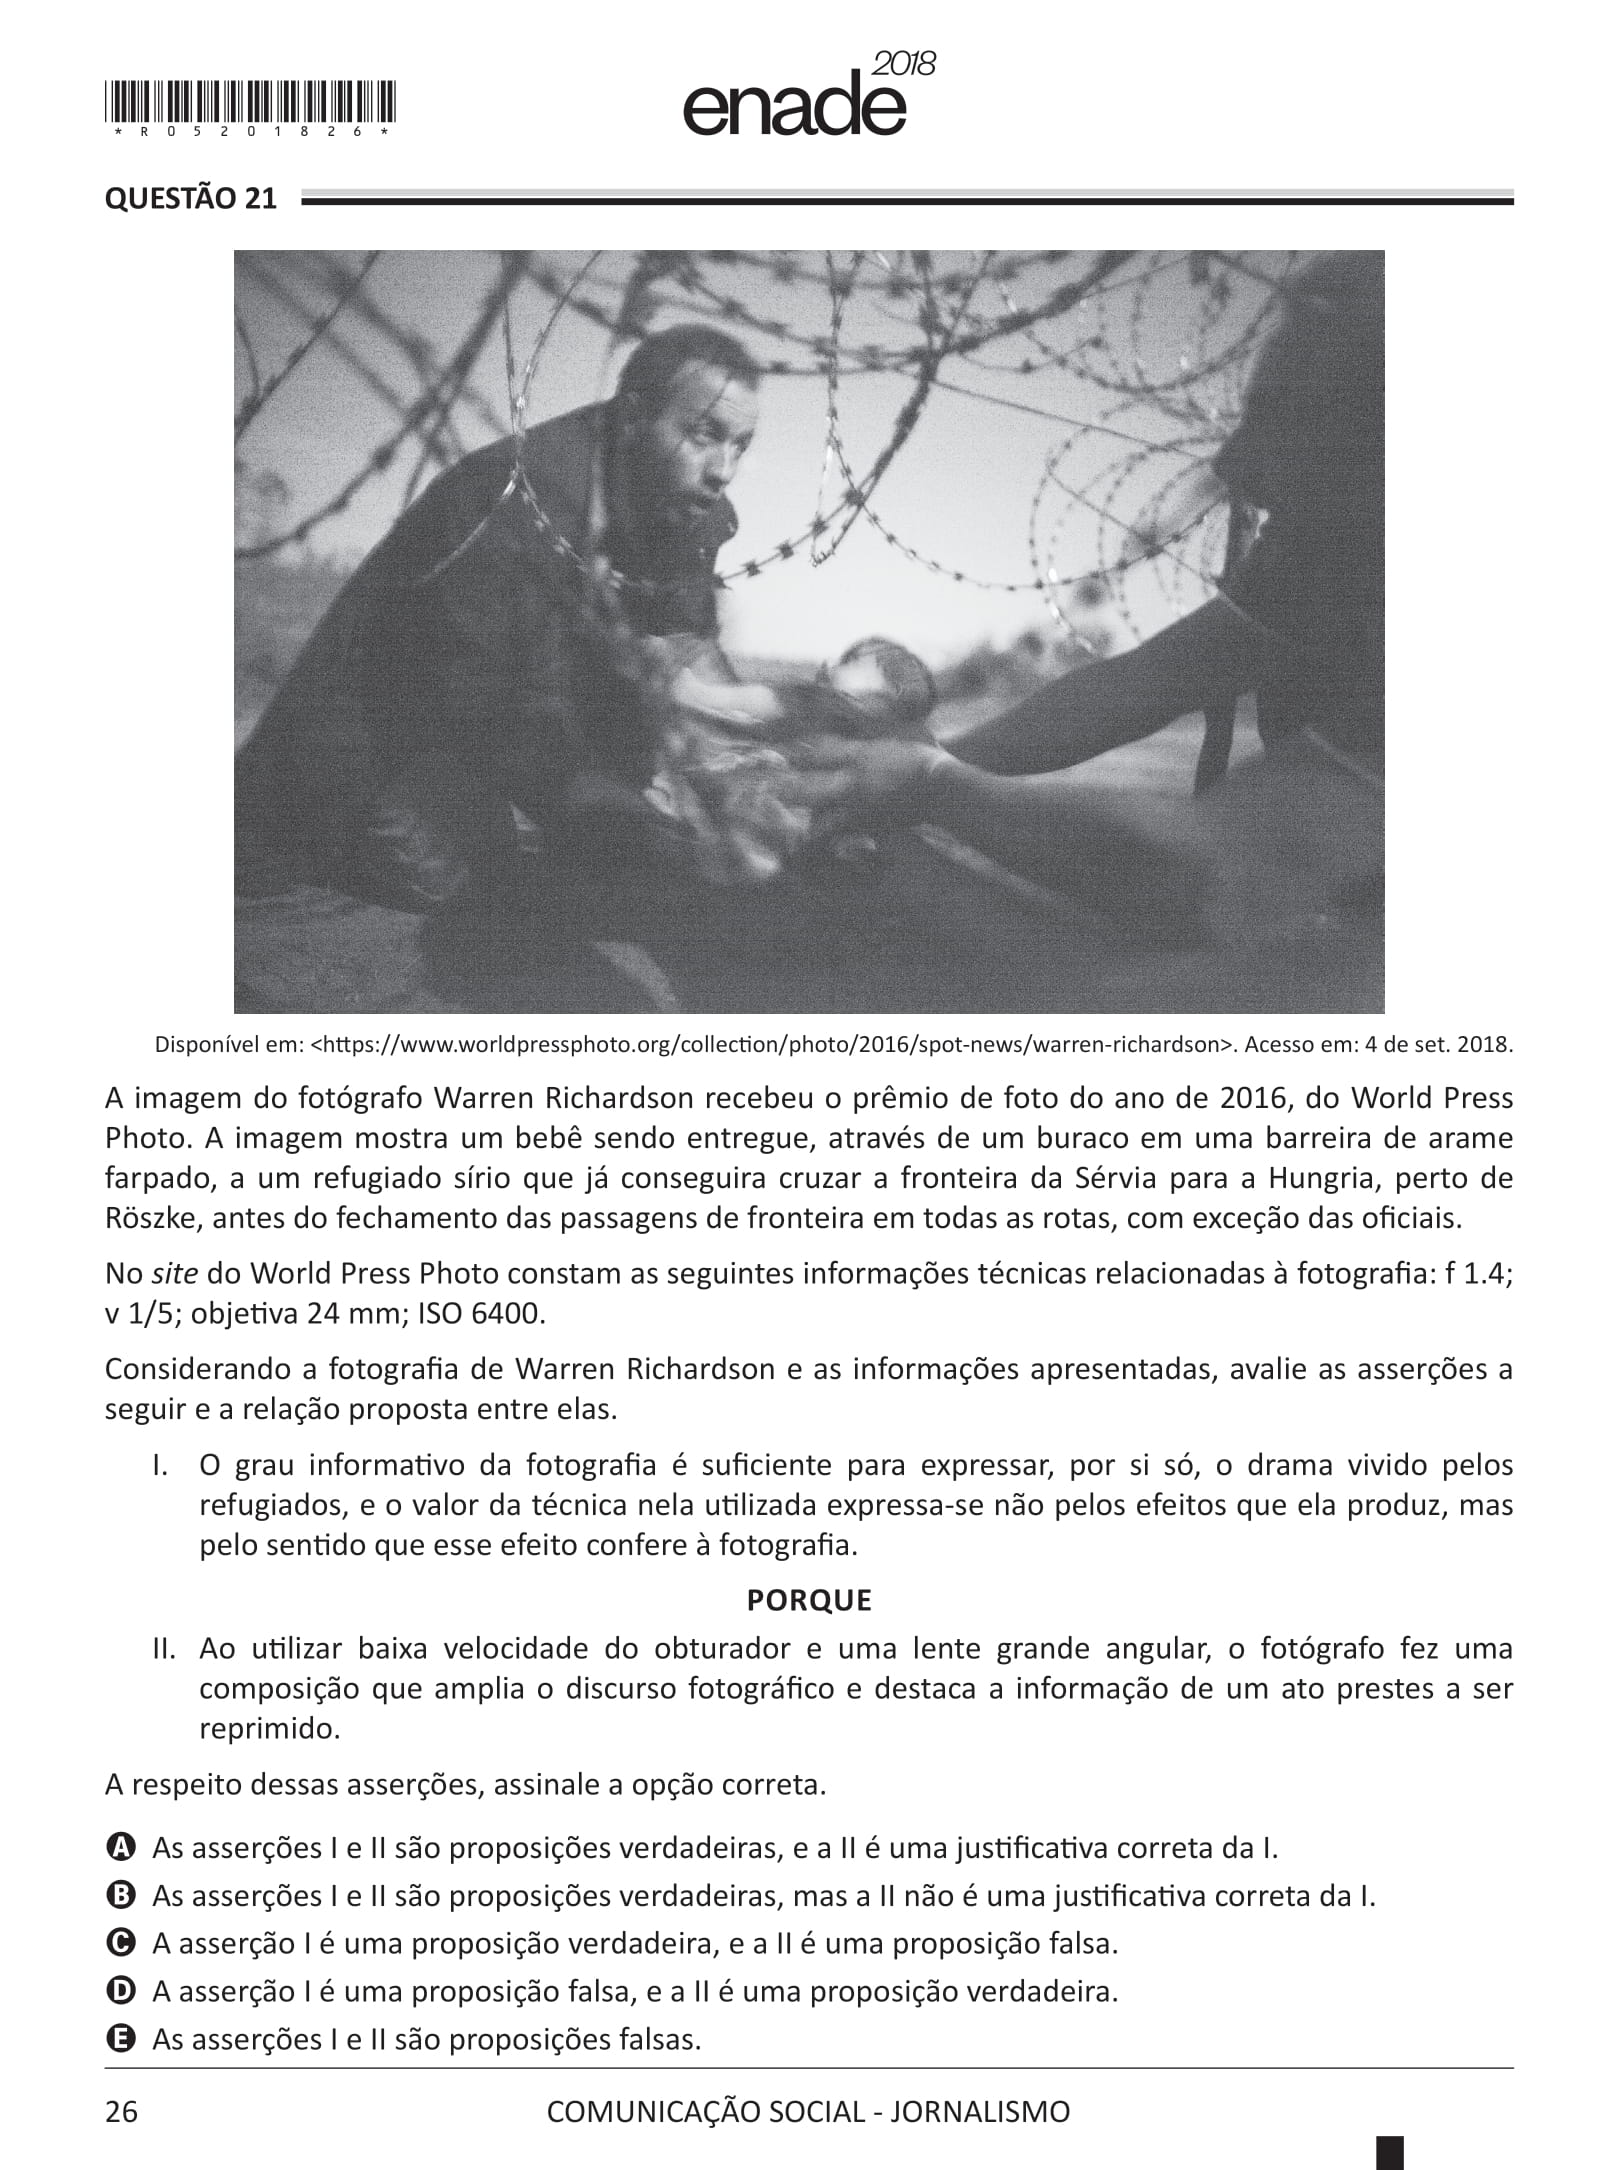 enade 2018
*R05201826*
QUESTÃO 21
Disponível em: <https://www.worldpressphoto.org/collection/photo/2016/spot-news/warren-richardson>. Acesso em: 4 de set. 2018.
A imagem do fotógrafo Warren Richardson recebeu o prêmio de foto do ano de 2016, do World Press
Photo. A imagem mostra um bebê sendo entregue, através de um buraco em uma barreira de arame
farpado, a um refugiado sírio que já conseguira cruzar a fronteira da Sérvia para a Hungria, perto de
Röszke, antes do fechamento das passagens de fronteira em todas as rotas, com exceção das oficiais.
No site do World Press Photo constam as seguintes informações técnicas relacionadas à fotografia: f 1.4;
v 1/5; objetiva 24 mm; ISO 6400.
Considerando a fotografia de Warren Richardson e as informações apresentadas, avalie as asserções a
seguir e a relação proposta entre elas.
I. O grau informativo da fotografia é suficiente para expressar, por si só, o drama vivido pelos
refugiados, e o valor da técnica nela utilizada expressa-se não pelos efeitos que ela produz, mas
pelo sentido que esse efeito confere à fotografia.
PORQUE
II. Ao utilizar baixa velocidade do obturador e uma lente grande angular, o fotógrafo fez uma
composição que amplia o discurso fotográfico e destaca a informação de um ato prestes a ser
reprimido.
A respeito dessas asserções, assinale a opção correta.
A As asserções I e II são proposições verdadeiras, e a II é uma justificativa correta da I.
B As asserções I e II são proposições verdadeiras, mas a II não é uma justificativa correta da I.
C A asserção I é uma proposição verdadeira, e a II é uma proposição falsa.
D A asserção I é uma proposição falsa, e a II é uma proposição verdadeira.
E As asserções I e II são proposições falsas.
26
COMUNICAÇÃO SOCIAL - JORNALISMO